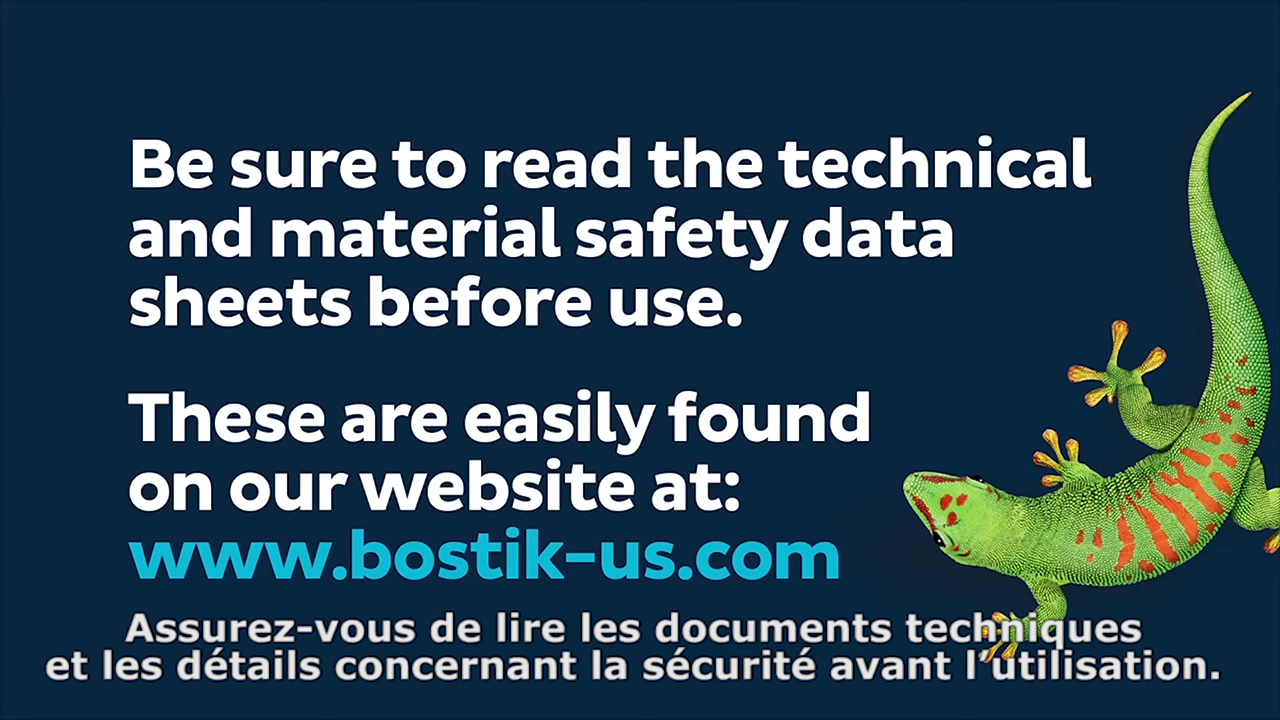 Be sure to read the technical
and material safety data
sheets before use.
These are easily found
on our website at:
www.bostik-us.com
Assurez-vous de lire les documents techniques
et les détails concernant la sécurité avant l'utilisation.